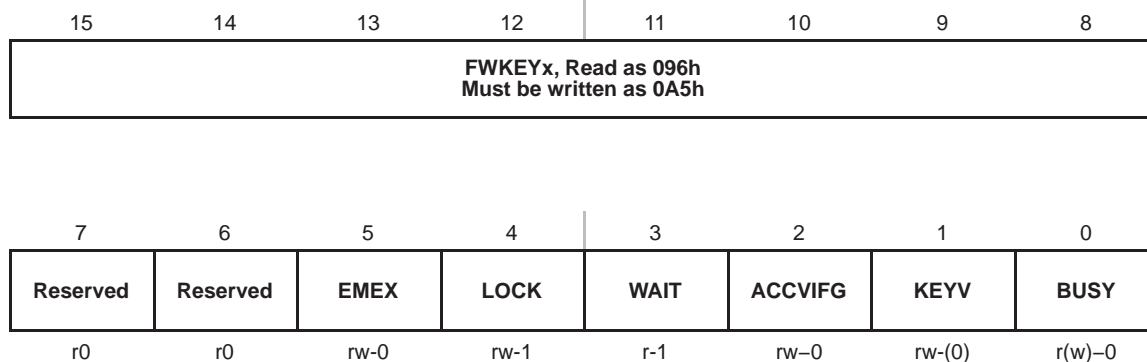 15 14 13 12 11 10 9 8
FWKEYx, Read as 096h
Must be written as 0A5h
7 6 5 4 3 2 1 0
Reserved Reserved EMEX LOCK WAIT ACCVIFG KEYV BUSY
r0 r0 rw-0 rw-1 r-1 rw−0 rw-(0) r(w)−0